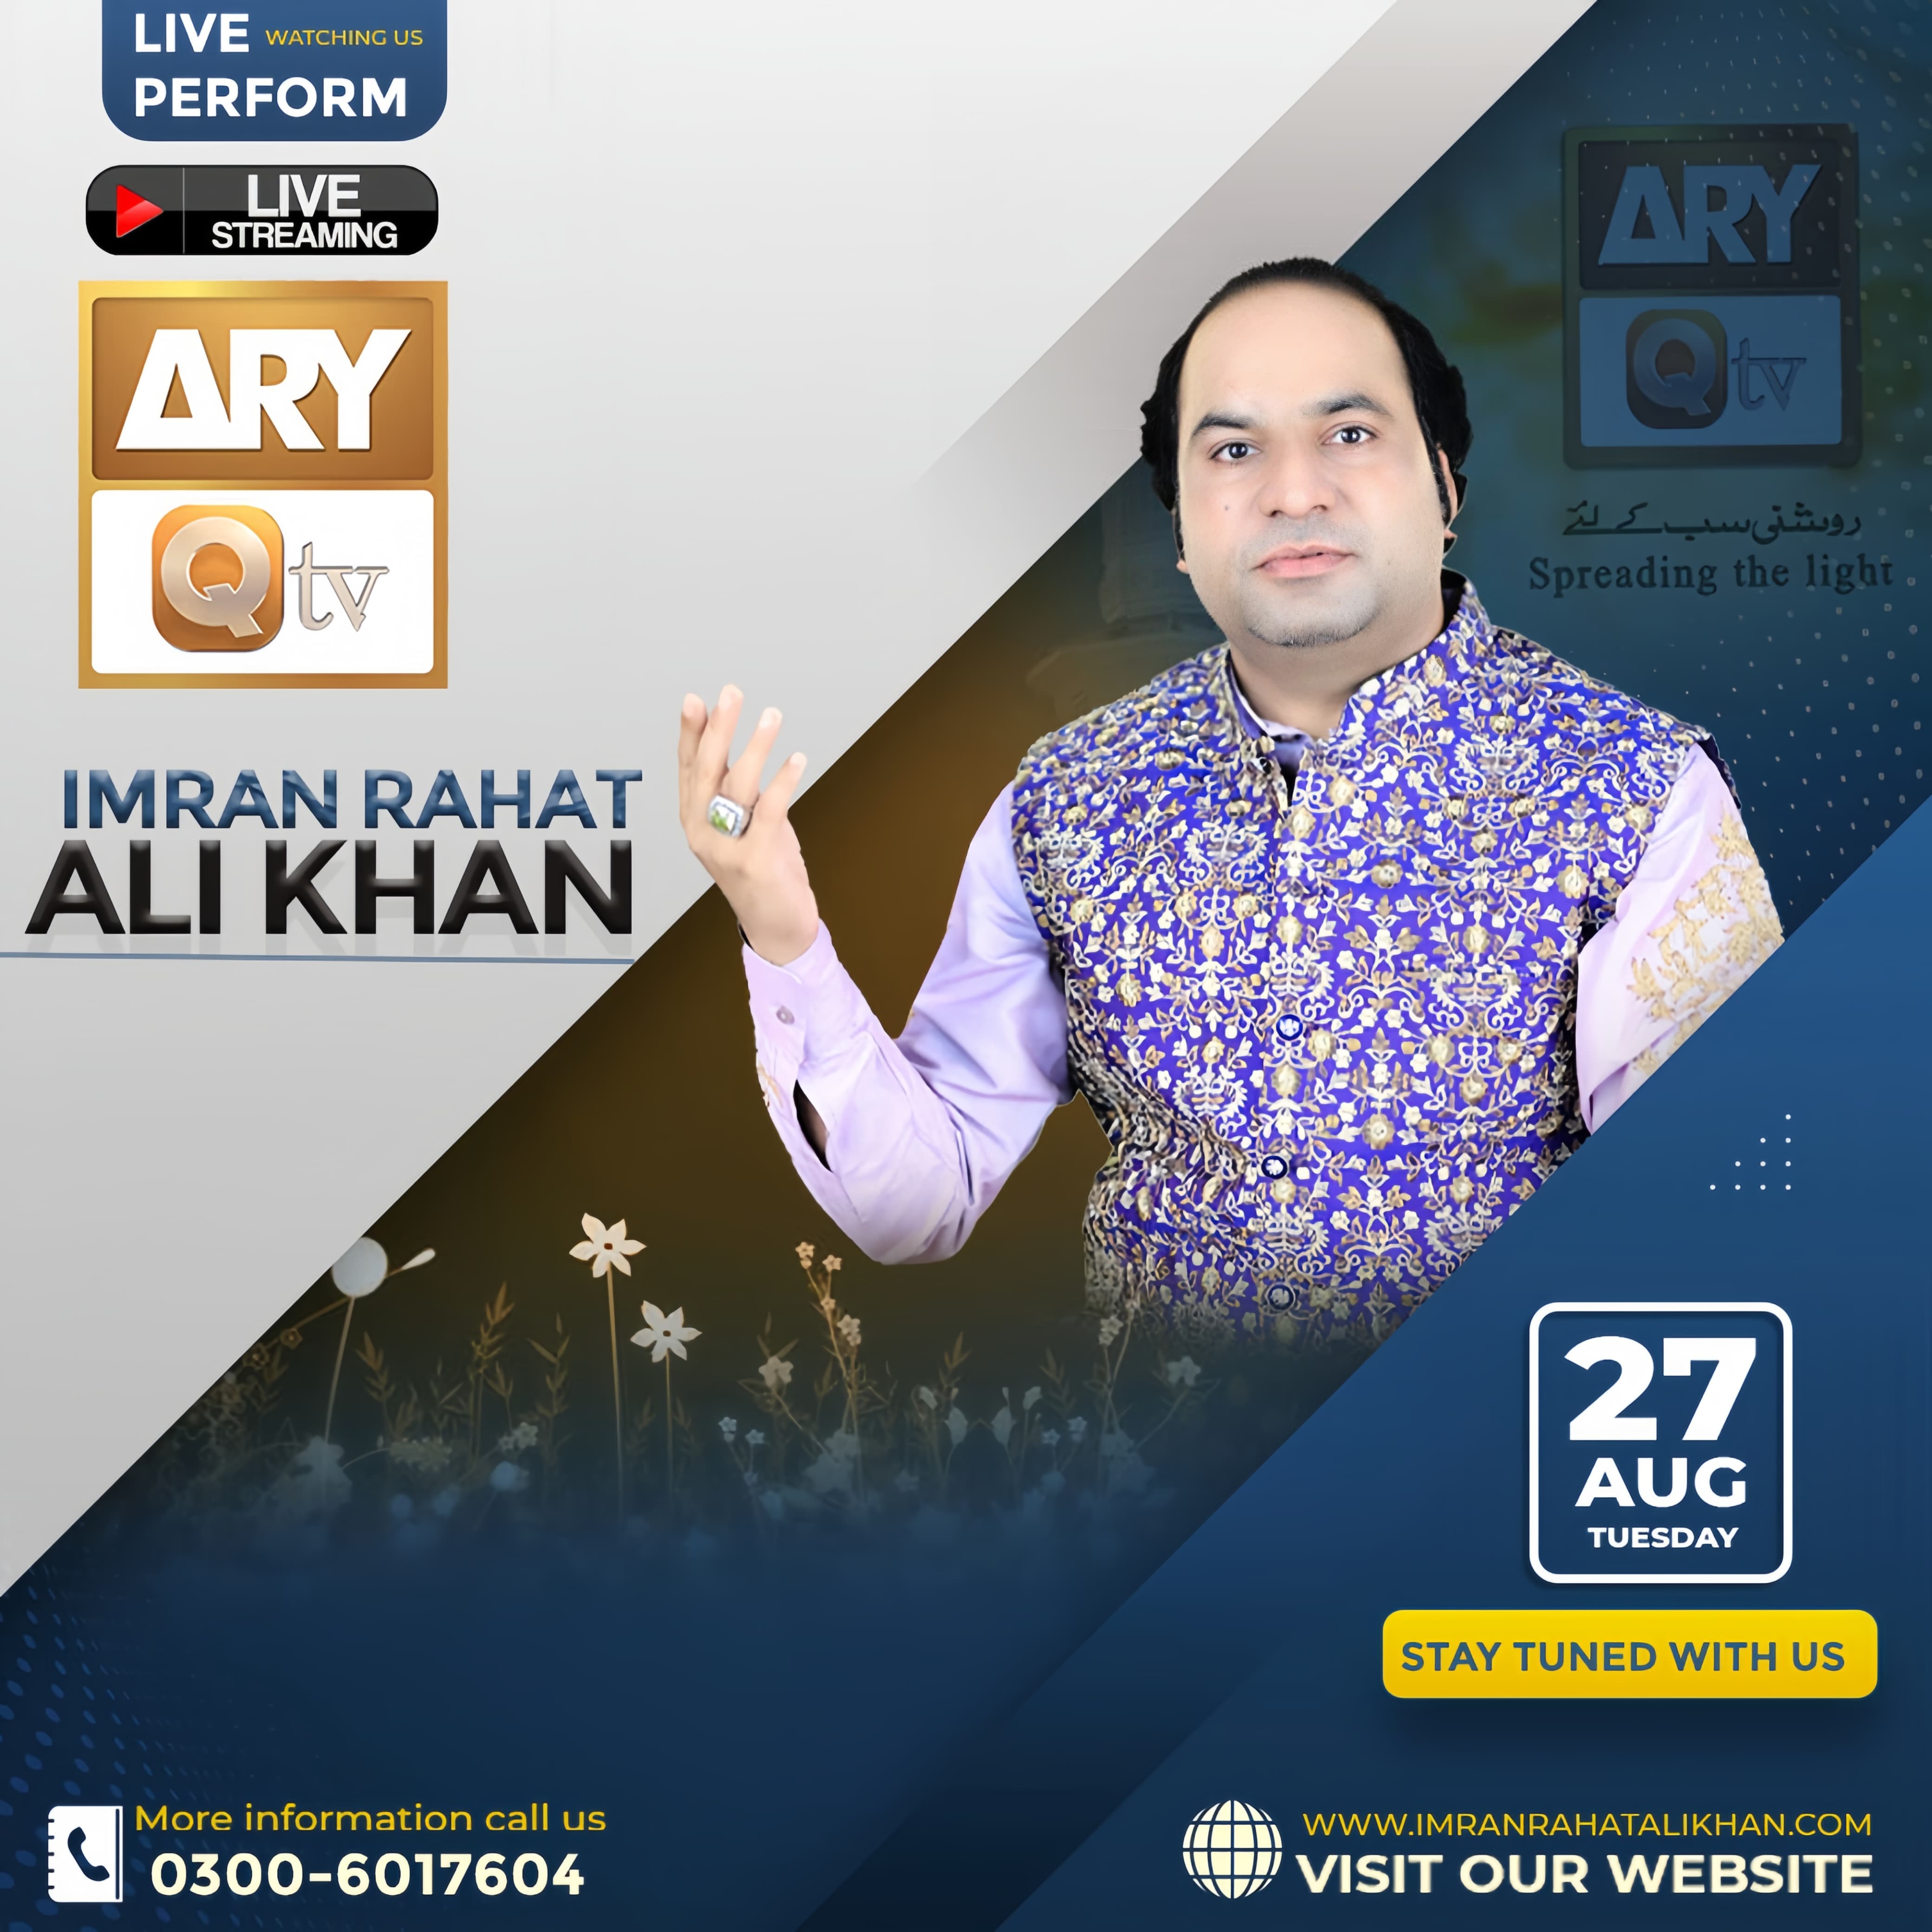 LIVE WATCHING US
PERFORM
LIVE
STREAMING
ARY
Q tv
IMRAN RAHAT
ALI KHAN
ARY
Q tv
روشنی سب کے لئے
Spreading the light
27
AUG
TUESDAY
STAY TUNED WITH US
More information call us
0300-6017604
WWW.IMRANRAHATALIKHAN.COM
VISIT OUR WEBSITE